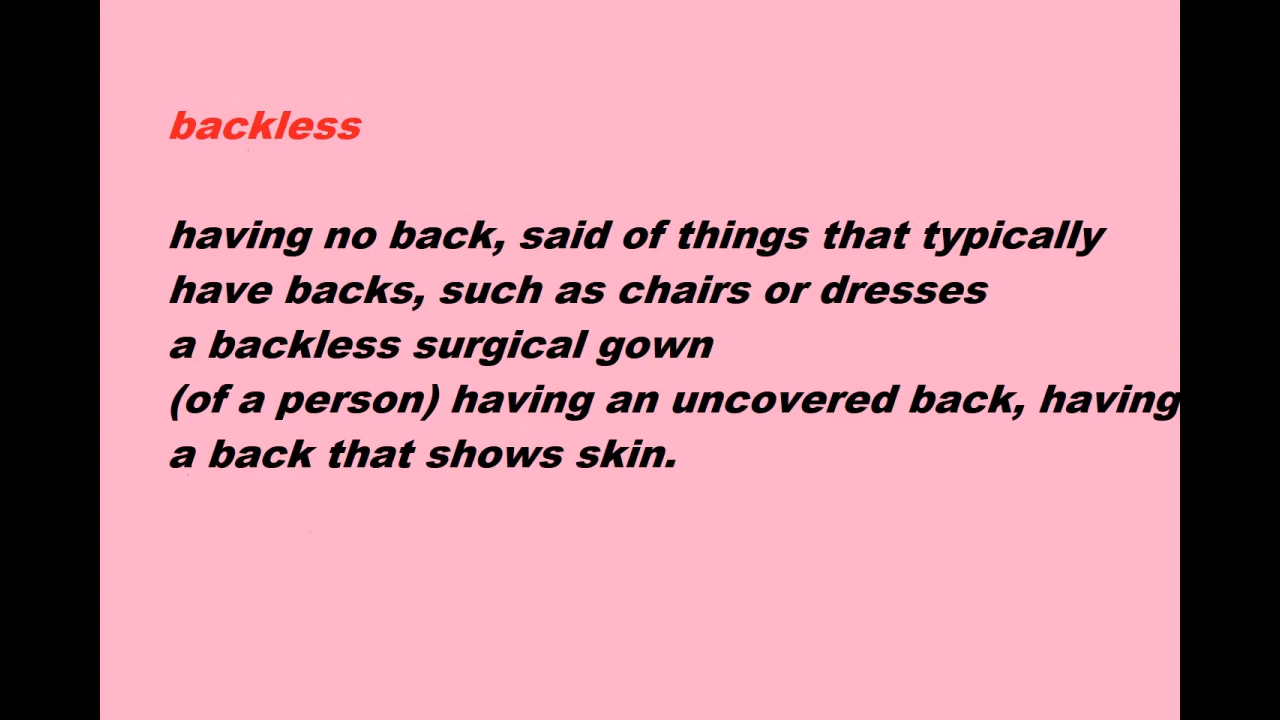 backless
having no back, said of things that typically
have backs, such as chairs or dresses
a backless surgical gown
(of a person) having an uncovered back, having
a back that shows skin.